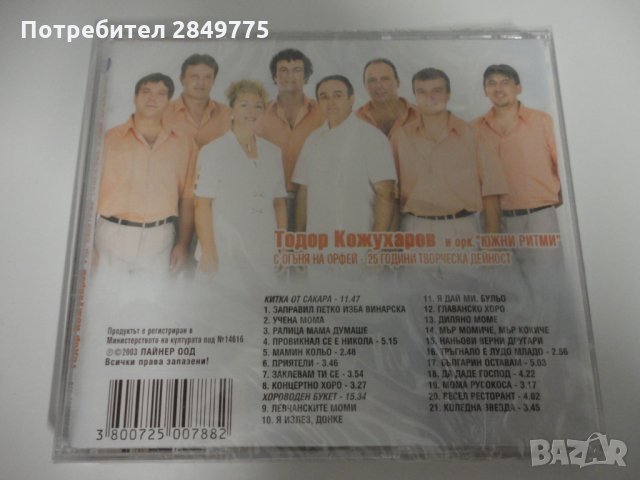 Потребител 2849775
Тодор Кожухаров и орк. "ЮЖНИ РИТМИ"
С ОГЪНЯ НА ОРФЕЙ - 25 ГОДИНИ ТВОРЧЕСКА ДЕЙНОСТ
КИТКА ОТ САКАРА - 11.47
1. ЗАПРАВИЛ ПЕТКО ИЗБА ВИНАРСКА
2. УЧЕНА МОМА
3. РАЛИЦА МАМА ДУМАШЕ
4. ПРОВИКНАЛ СЕ Е НИКОЛА - 5.15
5. МАМИН КОЛЬО - 2.48
6. ПРИЯТЕЛИ - 3.46
7. ЗАКЛЕВАМ ТИ СЕ - 3.54
8. КОНЦЕРТНО ХОРО - 3.27
ХОРОВОДЕН БУКЕТ - 15.34
9. ЛЕВЧАНСКИТЕ МОМИ
10. Я ИЗЛЕЗ, ДОНКЕ
11. Я ДАЙ МИ, БУЛЬО
12. ГЛАВАНСКО ХОРО
13. ДИЛЯНО МОМЕ
14. МЪР МОМИЧЕ, МЪР КОКИЧЕ
15. НАНЬОВИ ВЕРНИ ДРУГАРИ
16. ТРЪГНАЛО Е ЛУДО МЛАДО - 2.56
17. БЪЛГАРИН ОСТАВАМ - 5.03
18. ДА ДАДЕ ГОСПОД - 4.22
19. МОМА РУСОКОСА - 3.17
20. ВЕСЕЛ РЕСТОРАНТ - 4.02
21. КОЛЕДНА ЗВЕЗДА - 3.45
Продуктът е регистриран в
Министерството на културата под №14616
℗©2003 ПАЙНЕР ООД
Всички права запазени!
3 800725 007882
Тодор Кожухаров
BAZAR